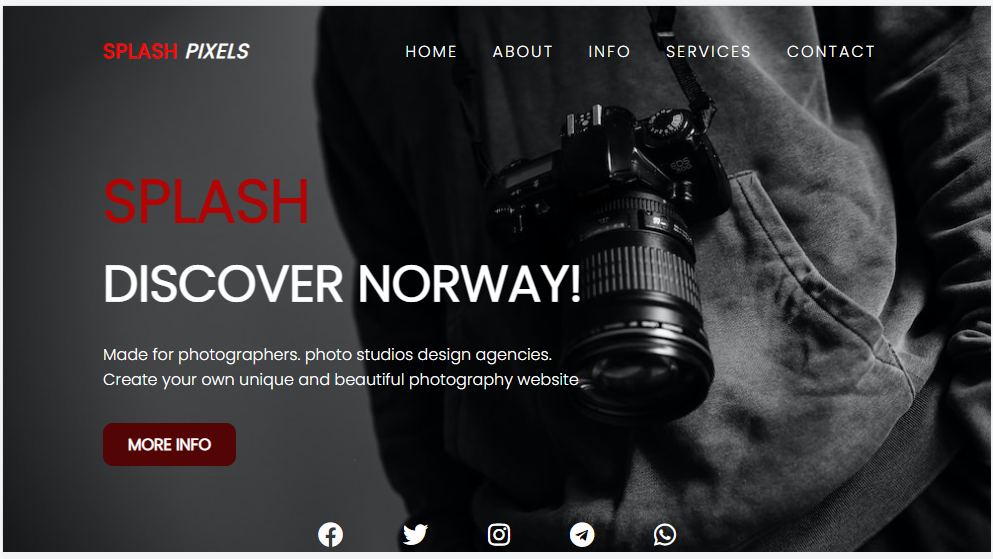 SPLASH PIXELS
HOME ABOUT INFO SERVICES CONTACT
SPLASH
DISCOVER NORWAY!
Made for photographers. photo studios design agencies.
Create your own unique and beautiful photography website
MORE INFO
EOS